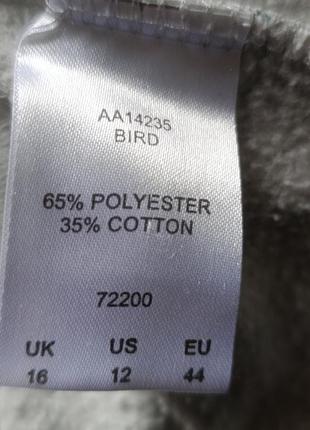 AA14235
BIRD
65% POLYESTER
35% COTTON
72200
UK US EU
16 12 44